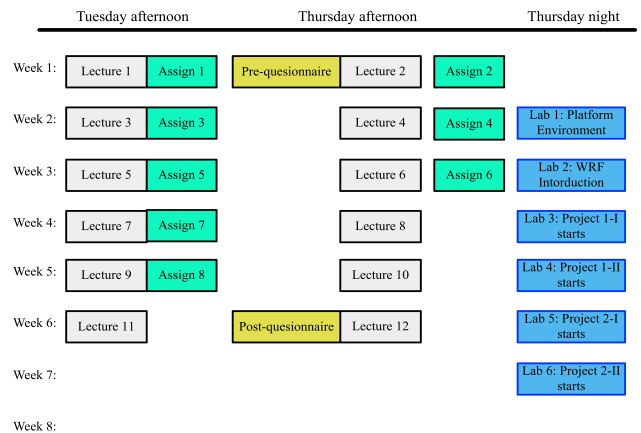 Tuesday afternoon Thursday afternoon Thursday night
Week 1: Lecture 1 Assign 1 Pre-quesionnaire Lecture 2 Assign 2
Week 2: Lecture 3 Assign 3 Lecture 4 Assign 4 Lab 1: Platform
Environment
Week 3: Lecture 5 Assign 5 Lecture 6 Assign 6 Lab 2: WRF
Intorduction
Week 4: Lecture 7 Assign 7 Lecture 8 Lab 3: Project 1-I
starts
Week 5: Lecture 9 Assign 8 Lecture 10 Lab 4: Project 1-II
starts
Week 6: Lecture 11 Post-quesionnaire Lecture 12 Lab 5: Project 2-I
starts
Week 7: Lab 6: Project 2-II
starts
Week 8: